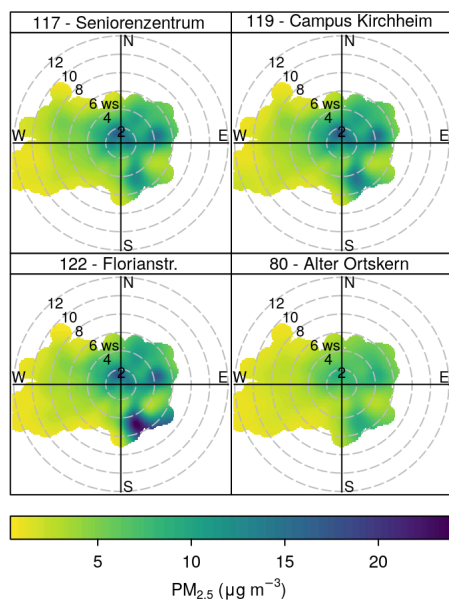 117 - Seniorenzentrum
N
12
10
8
6 ws
4
2
W
E
S
119 - Campus Kirchheim
N
12
10
8
6 ws
4
2
W
E
S
122 - Florianstr.
N
12
10
8
6 ws
4
2
W
E
S
80 - Alter Ortskern
N
12
10
8
6 ws
4
2
W
E
S
5 10 15 20
PM2.5 (µg m−3)